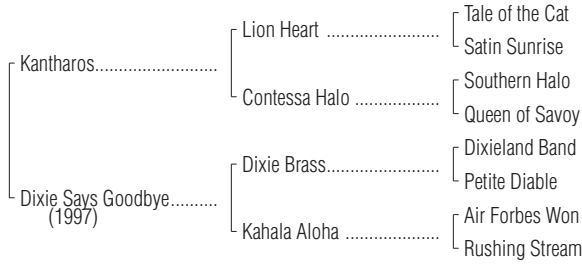 Tale of the Cat
Lion Heart ......................
Satin Sunrise
Kantharos........................
Southern Halo
Contessa Halo .................
Queen of Savoy
Dixieland Band
Dixie Brass......................
Petite Diable
Dixie Says Goodbye..........
(1997)
Air Forbes Won
Kahala Aloha ...................
Rushing Stream